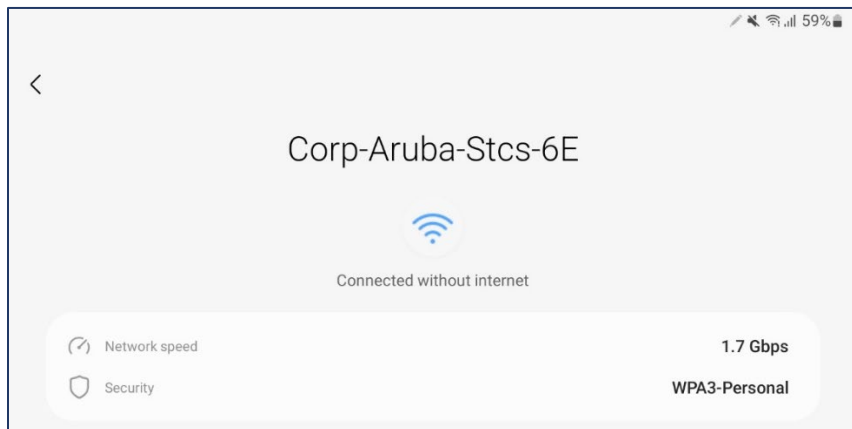 59%
Corp-Aruba-Stcs-6E
Connected without internet
Network speed 1.7 Gbps
Security WPA3-Personal